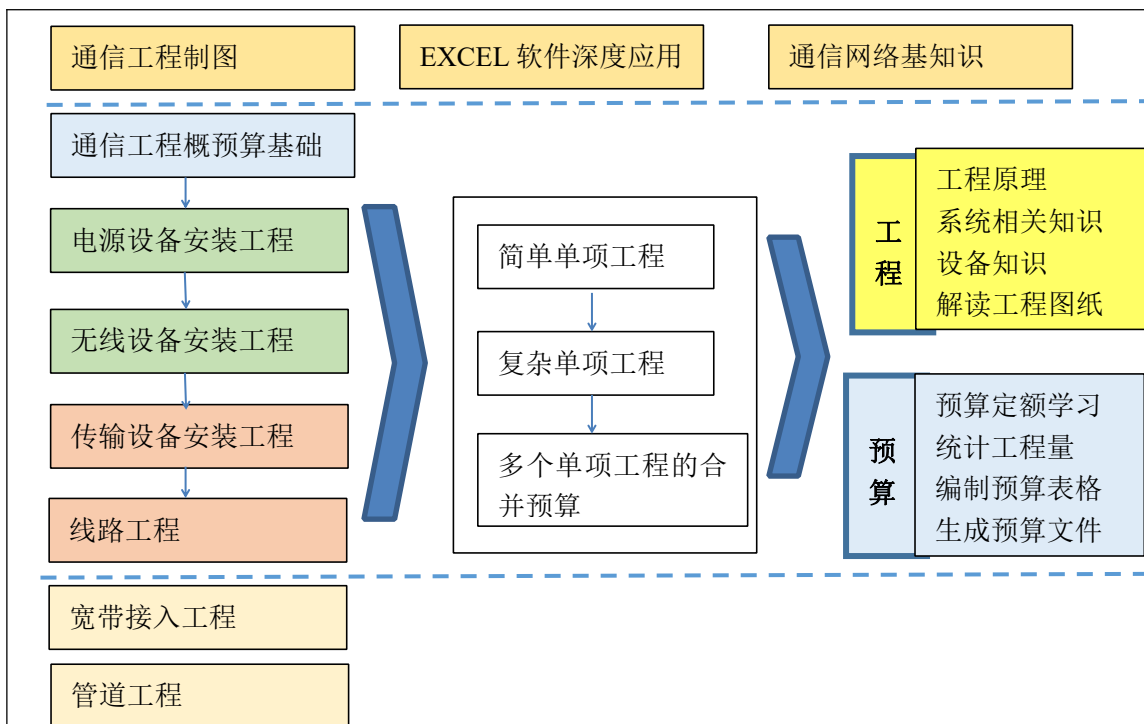 通信工程制图
EXCEL 软件深度应用
通信网络基知识
通信工程概预算基础
电源设备安装工程
无线设备安装工程
传输设备安装工程
线路工程
简单单项工程
复杂单项工程
多个单项工程的合
并预算
工程
工程原理
系统相关知识
设备知识
解读工程图纸
预算
预算定额学习
统计工程量
编制预算表格
生成预算文件
宽带接入工程
管道工程